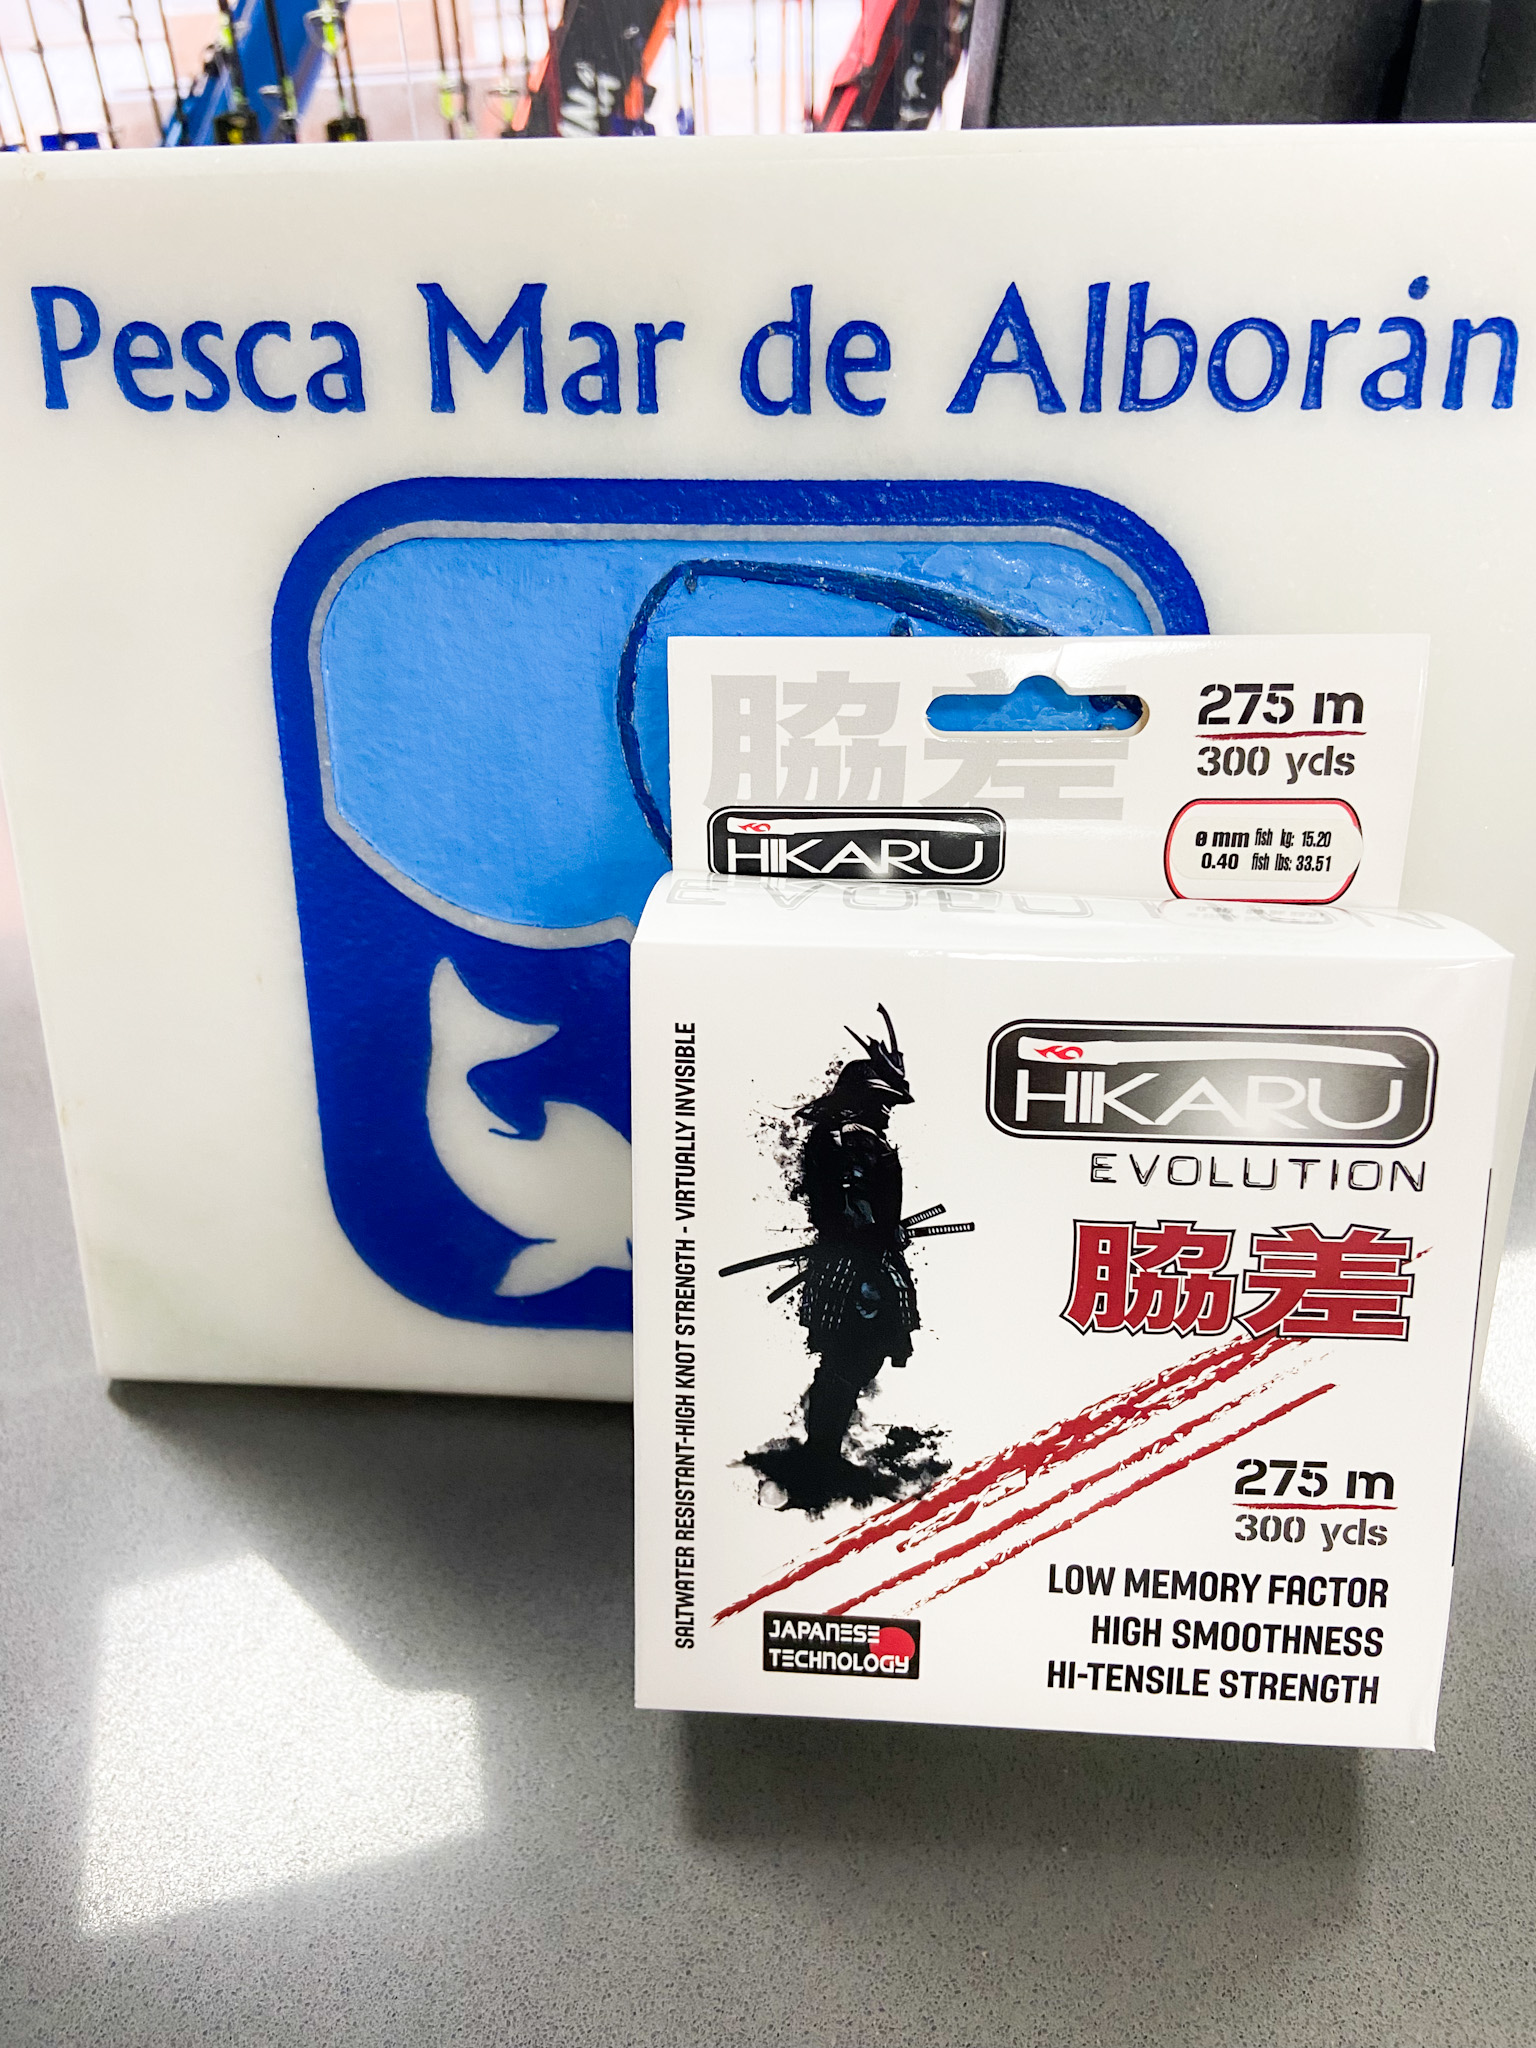 Pesca Mar de Alborán
脇差
275 m
300 yds
HIKARU
ø mm fish kg: 15.20
0.40 fish lbs: 33.51
EVOLUTION
HIKARU
EVOLUTION
脇差
275 m
300 yds
LOW MEMORY FACTOR
HIGH SMOOTHNESS
HI-TENSILE STRENGTH
JAPANESE
TECHNOLOGY
SALTWATER RESISTANT-HIGH KNOT STRENGTH - VIRTUALLY INVISIBLE